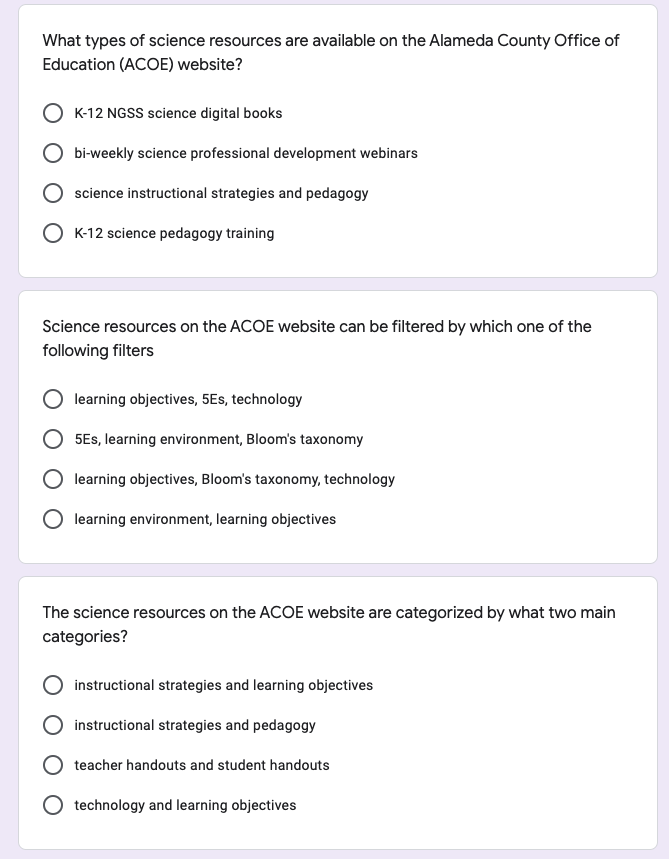 What types of science resources are available on the Alameda County Office of
Education (ACOE) website?
K-12 NGSS science digital books
bi-weekly science professional development webinars
science instructional strategies and pedagogy
K-12 science pedagogy training
Science resources on the ACOE website can be filtered by which one of the
following filters
learning objectives, 5Es, technology
5Es, learning environment, Bloom's taxonomy
learning objectives, Bloom's taxonomy, technology
learning environment, learning objectives
The science resources on the ACOE website are categorized by what two main
categories?
instructional strategies and learning objectives
instructional strategies and pedagogy
teacher handouts and student handouts
technology and learning objectives